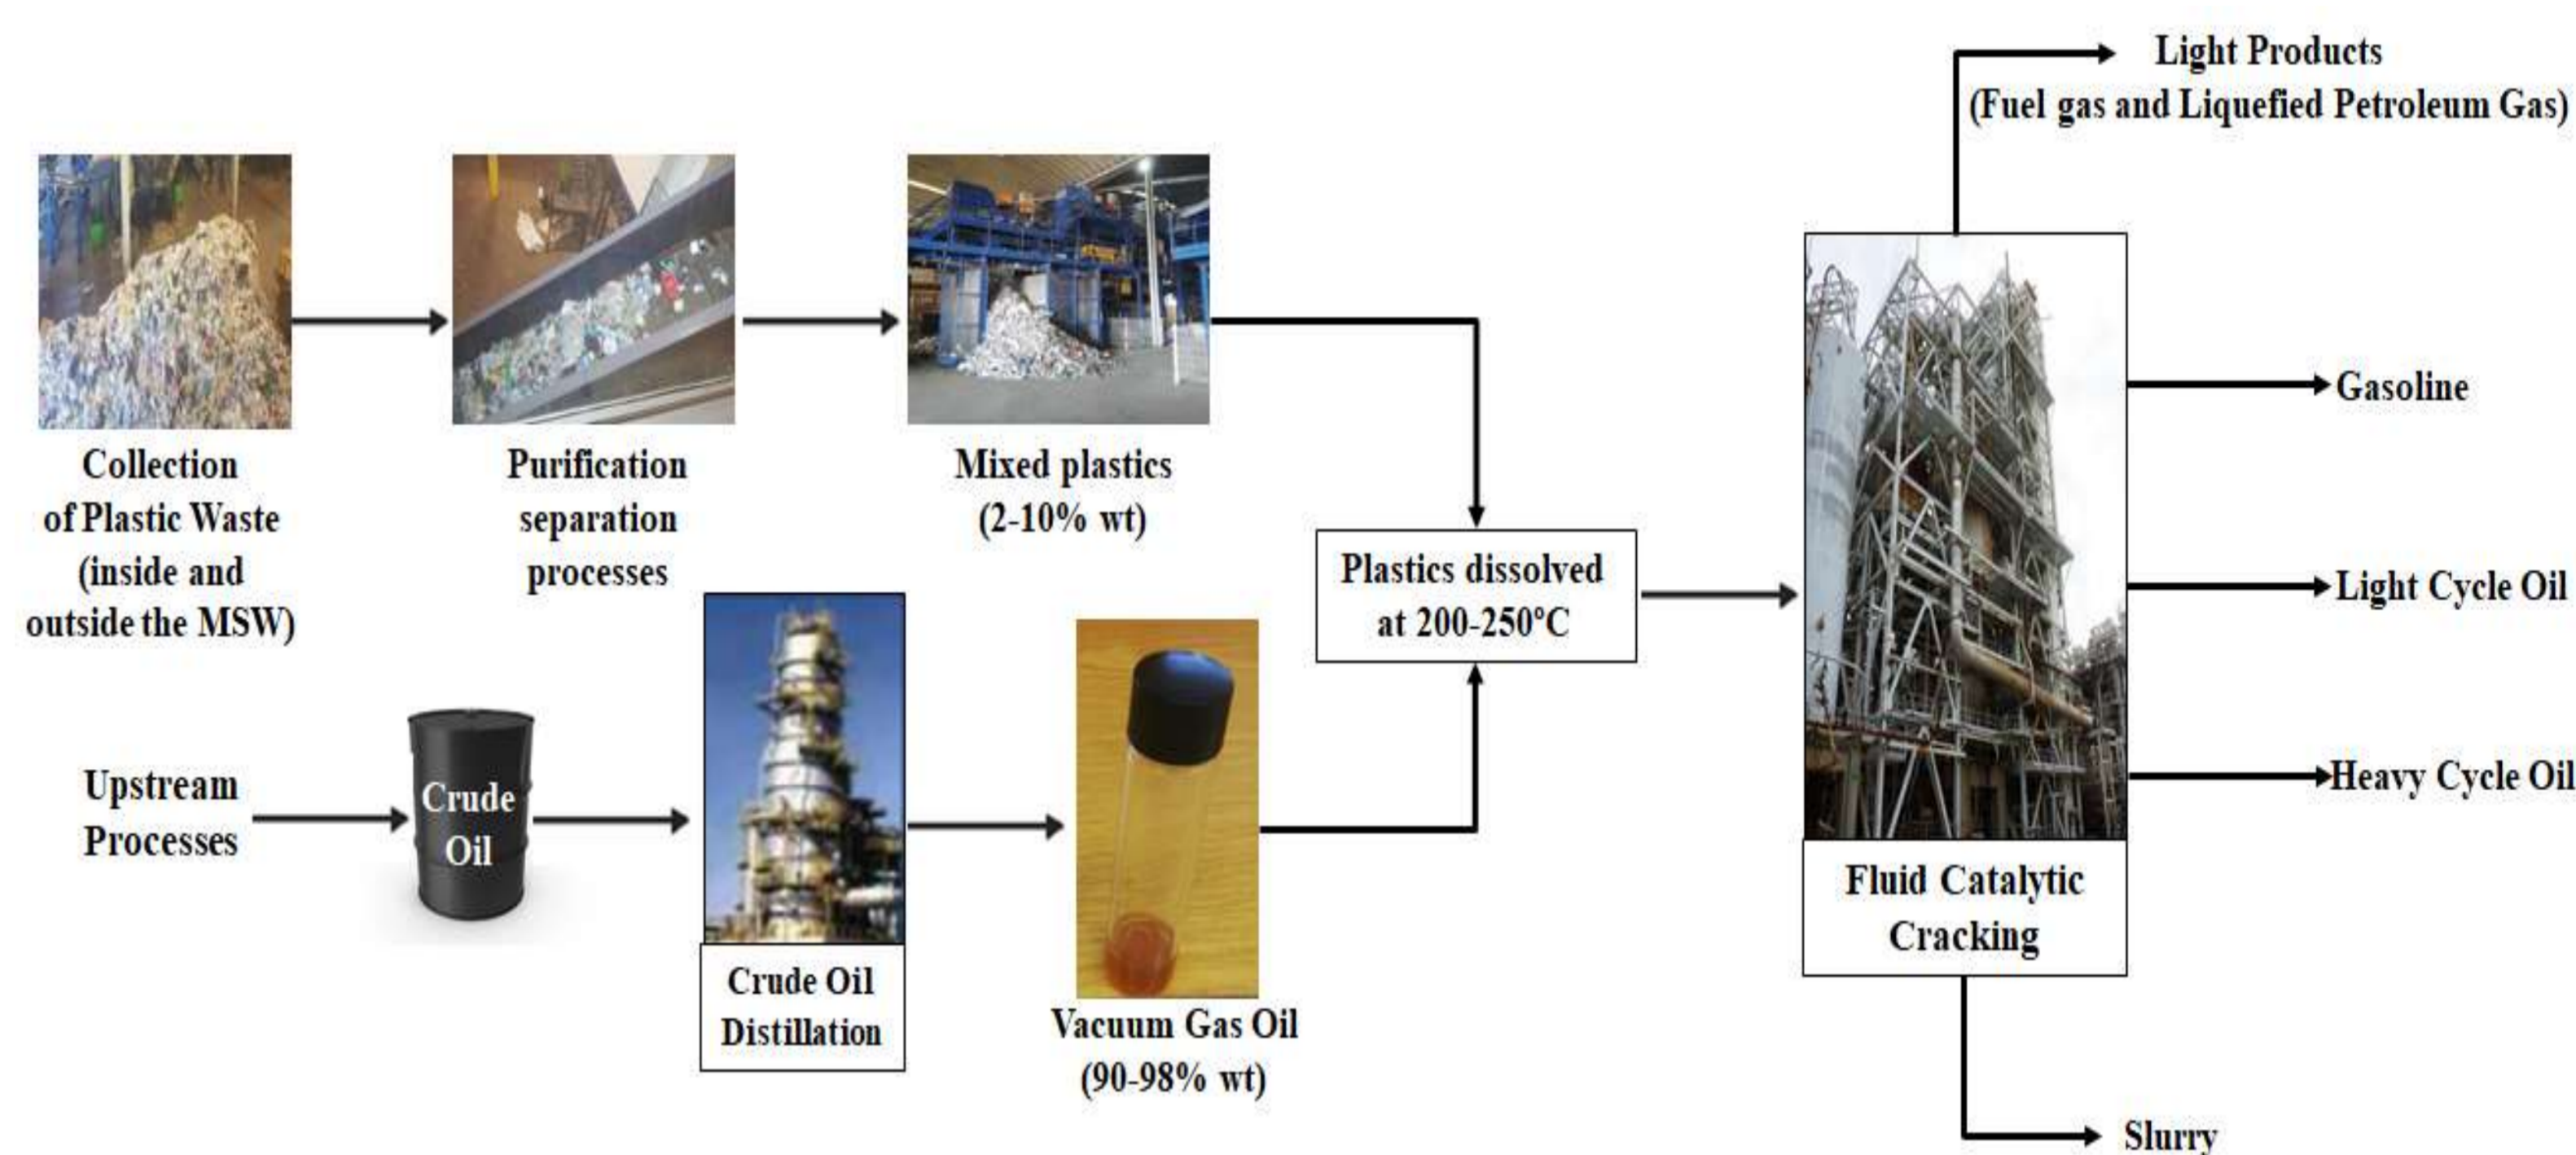 Light Products
(Fuel gas and Liquefied Petroleum Gas)
Collection
of Plastic Waste
(inside and
outside the MSW)
Purification
separation
processes
Mixed plastics
(2-10% wt)
Plastics dissolved
at 200-250ºC
Gasoline
Light Cycle Oil
Heavy Cycle Oil
Upstream
Processes
Crude
Oil
Crude Oil
Distillation
Vacuum Gas Oil
(90-98% wt)
Fluid Catalytic
Cracking
Slurry